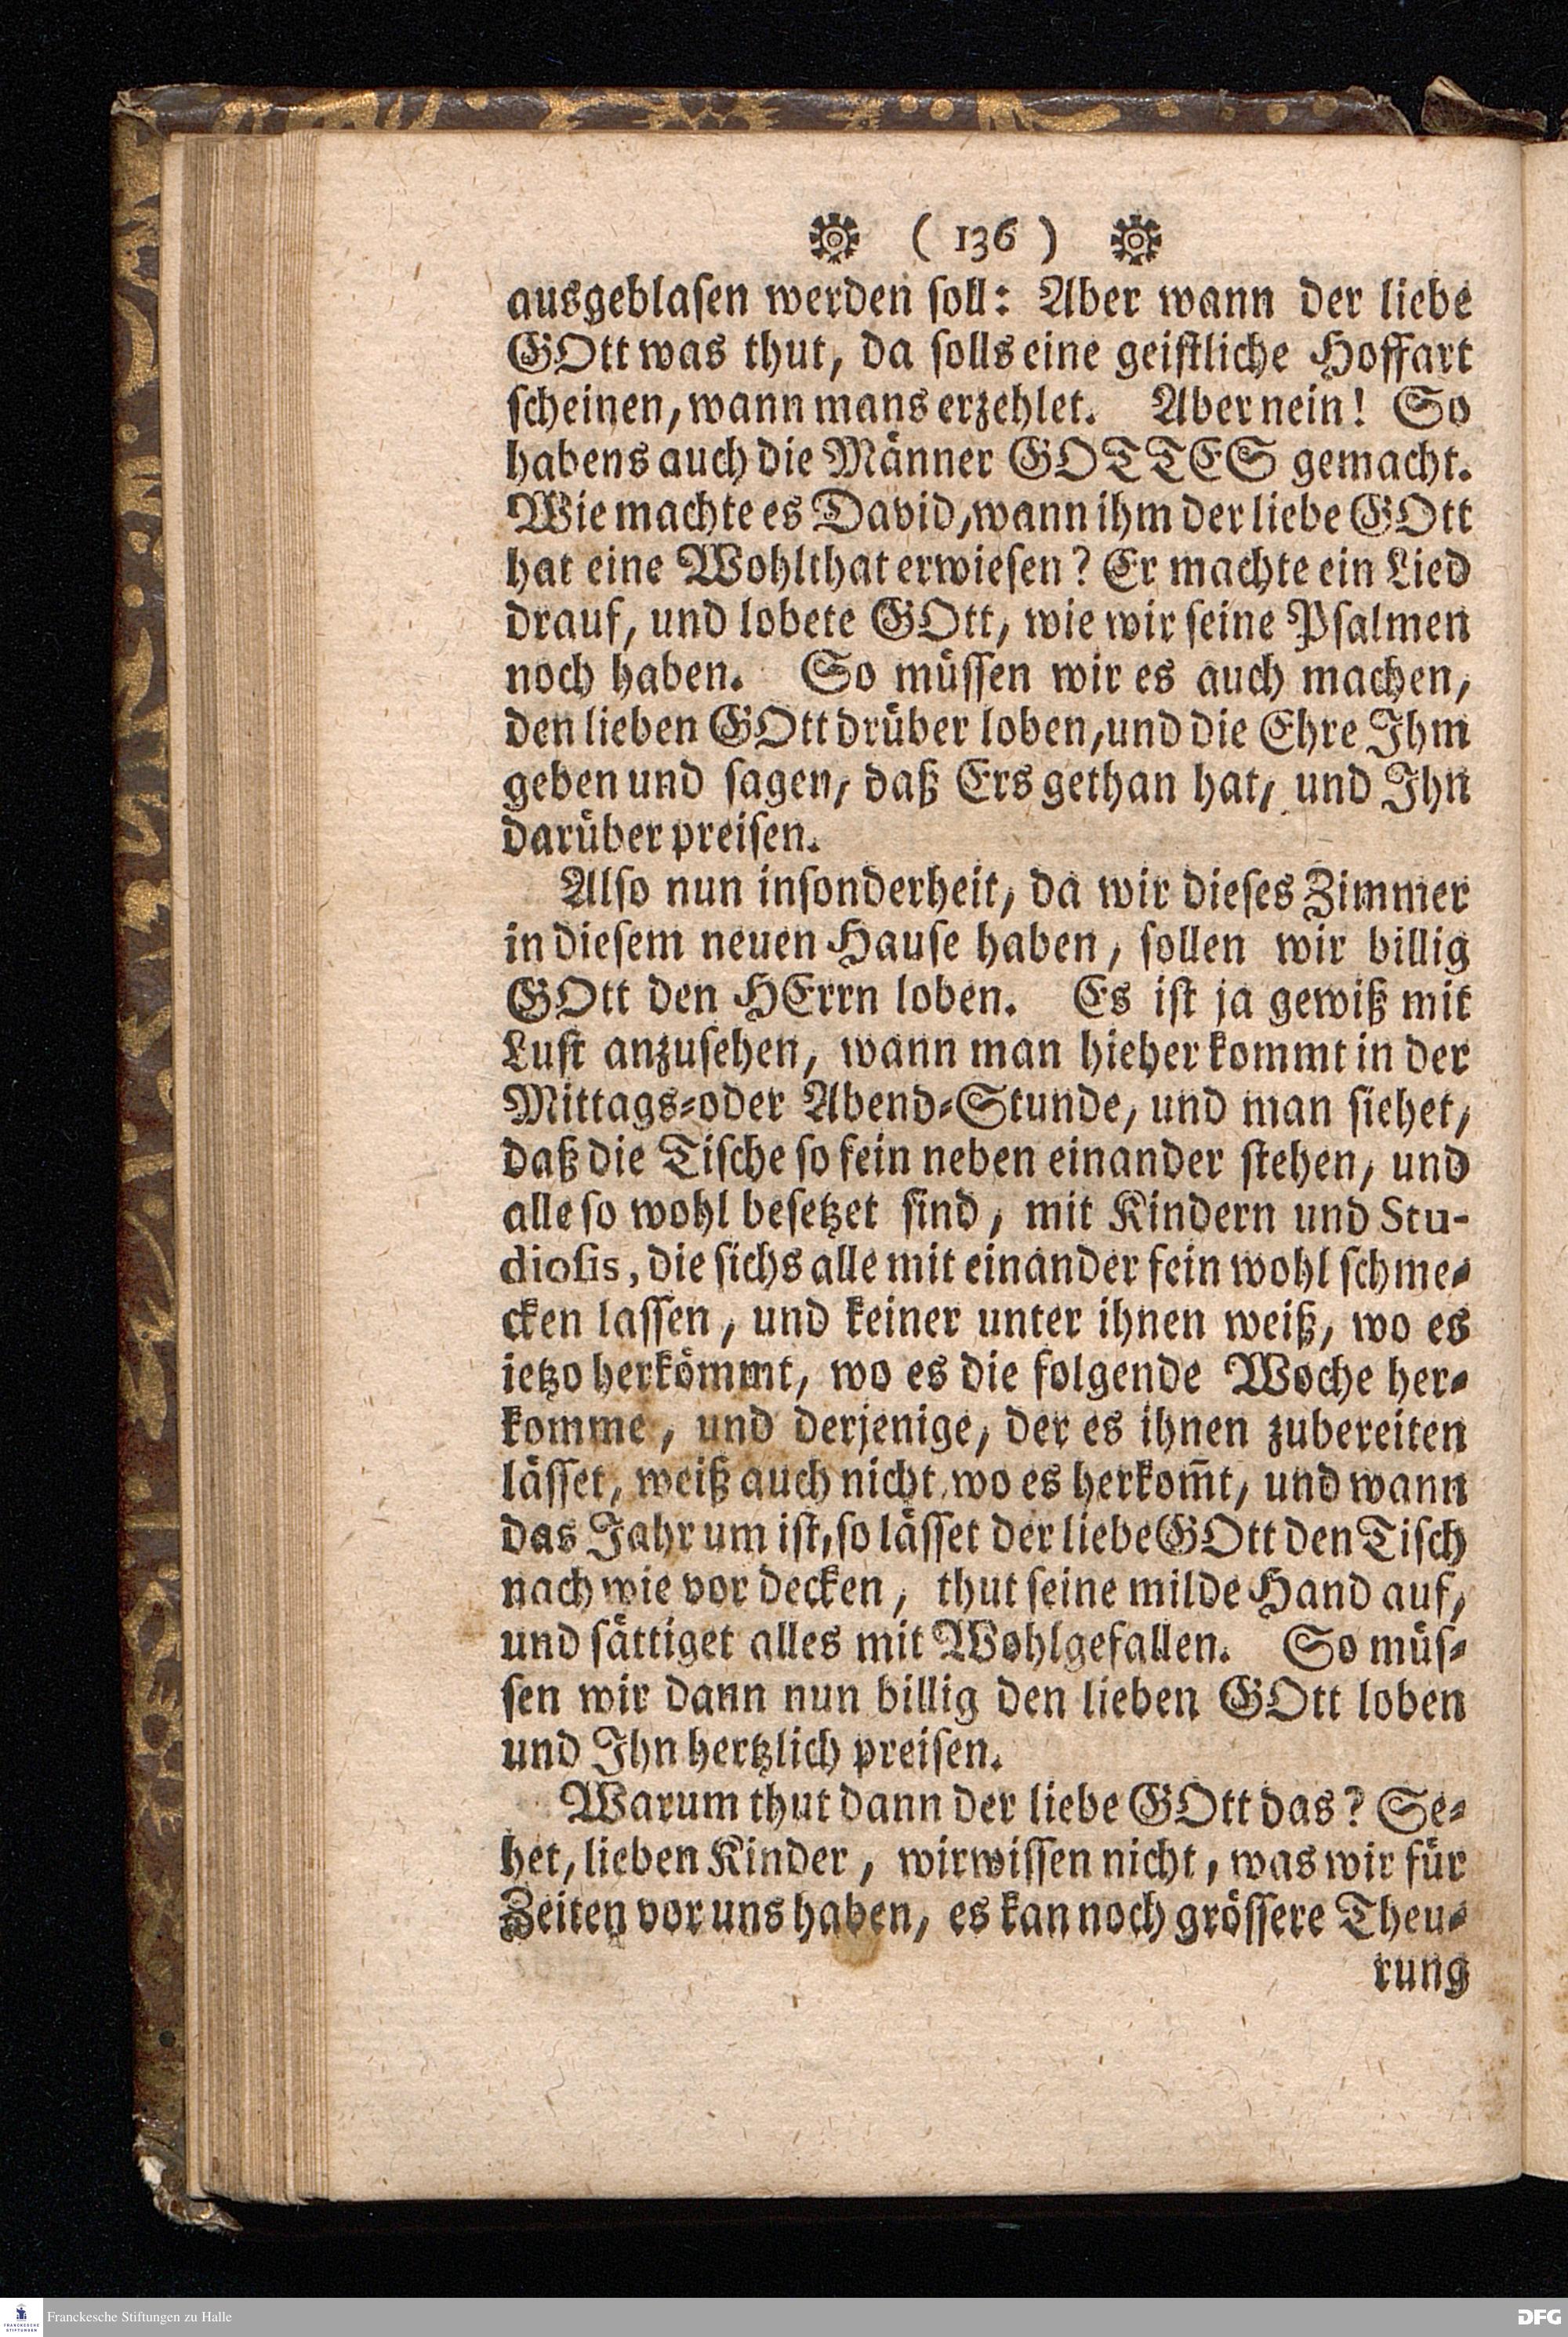 ( 136 )
ausgeblasen werden soll: Aber wann der liebe
GOtt was thut, da solls eine geistliche Hoffart
scheinen, wann mans erzehlet. Aber nein! So
habens auch die Männer GOTTES gemacht.
Wie machte es David, wann ihm der liebe GOtt
hat eine Wohlthat erwiesen? Er machte ein Lied
drauf, und lobete GOtt, wie wir seine Psalmen
noch haben. So müssen wir es auch machen,
den lieben GOtt drüber loben, und die Ehre Ihm
geben und sagen, daß Ers gethan hat, und Ihn
darüber preisen.
Also nun insonderheit, da wir dieses Zimmer
in diesem neuen Hause haben, sollen wir billig
GOtt den HErrn loben. Es ist ja gewiß mit
Lust anzusehen, wann man hieher kommt in der
Mittags-oder Abend-Stunde, und man siehet,
daß die Tische so fein neben einander stehen, und
alle so wohl besetzet sind, mit Kindern und Stu-
diosis, die sichs alle mit einander fein wohl schme-
cken lassen, und keiner unter ihnen weiß, wo es
ietzo herkömmt, wo es die folgende Woche her-
komme, und derjenige, der es ihnen zubereiten
lässet, weiß auch nicht, wo es herkom̄t, und wann
das Jahr um ist, so lässet der liebe GOtt den Tisch
nach wie vor decken, thut seine milde Hand auf,
und sättiget alles mit Wohlgefallen. So müs-
sen wir dann nun billig den lieben GOtt loben
und Ihn hertzlich preisen.
Warum thut dann der liebe GOtt das? Se-
het, lieben Kinder, wir wissen nicht, was wir für
Zeiten vor uns haben, es kan noch grössere Theu-
rung
FRANCKESCHE
STIFTUNGEN
Franckesche Stiftungen zu Halle
DFG